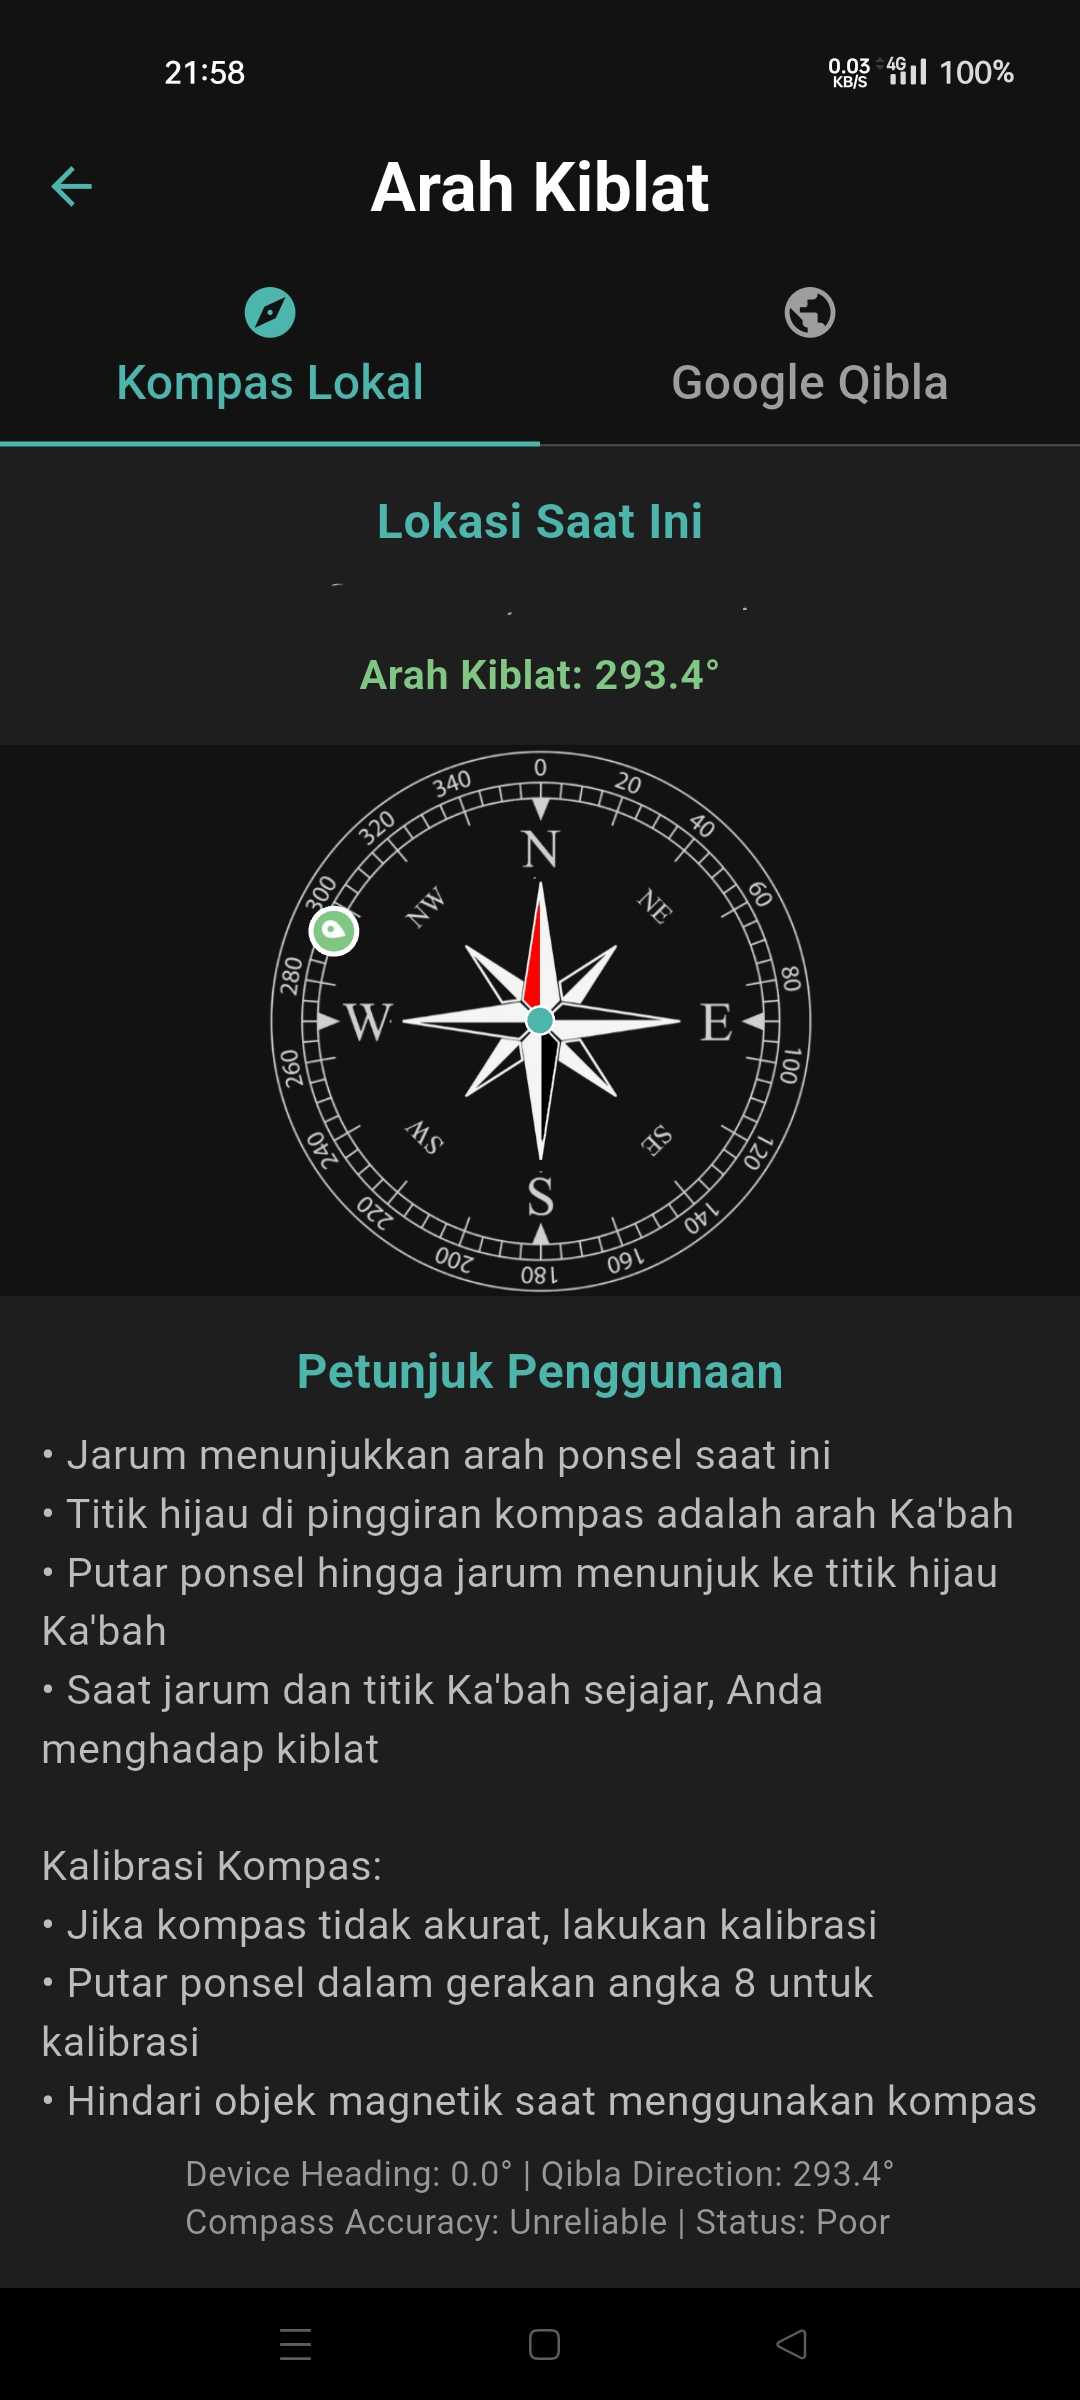 21:58
0.03 KB/S 4G 100%
Arah Kiblat
Kompas Lokal
Google Qibla
Lokasi Saat Ini
Arah Kiblat: 293.4°
0
20
40
60
80
100
120
140
160
180
200
220
240
260
280
300
320
340
N
NE
E
SE
S
SW
W
NW
Petunjuk Penggunaan
• Jarum menunjukkan arah ponsel saat ini
• Titik hijau di pinggiran kompas adalah arah Ka'bah
• Putar ponsel hingga jarum menunjuk ke titik hijau
Ka'bah
• Saat jarum dan titik Ka'bah sejajar, Anda
menghadap kiblat
Kalibrasi Kompas:
• Jika kompas tidak akurat, lakukan kalibrasi
• Putar ponsel dalam gerakan angka 8 untuk
kalibrasi
• Hindari objek magnetik saat menggunakan kompas
Device Heading: 0.0° | Qibla Direction: 293.4°
Compass Accuracy: Unreliable | Status: Poor